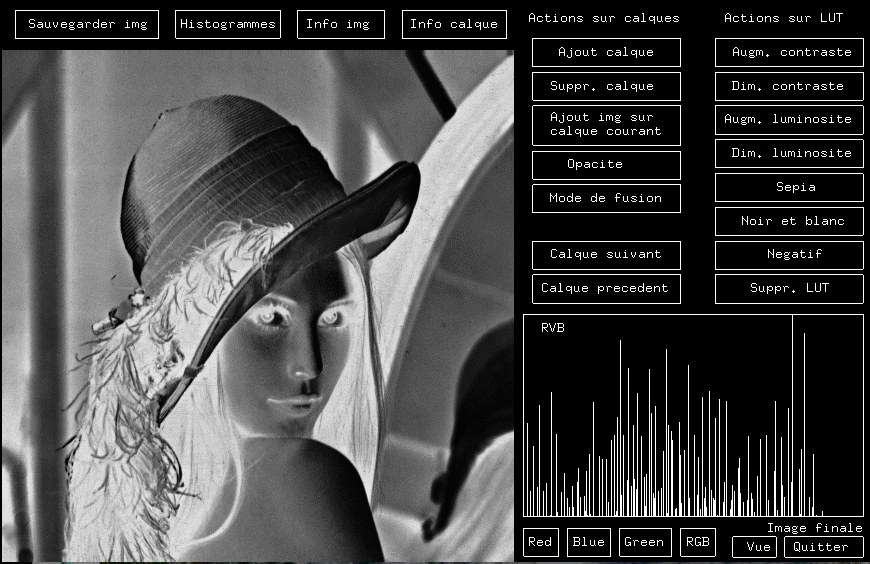 Sauvegarder img
Histogrammes
Info img
Info calque
Actions sur calques
Actions sur LUT
Ajout calque
Suppr. calque
Ajout img sur
calque courant
Opacite
Mode de fusion
Calque suivant
Calque precedent
Augm. contraste
Dim. contraste
Augm. luminosite
Dim. luminosite
Sepia
Noir et blanc
Negatif
Suppr. LUT
RVB
Image finale
Red
Blue
Green
RGB
Vue
Quitter